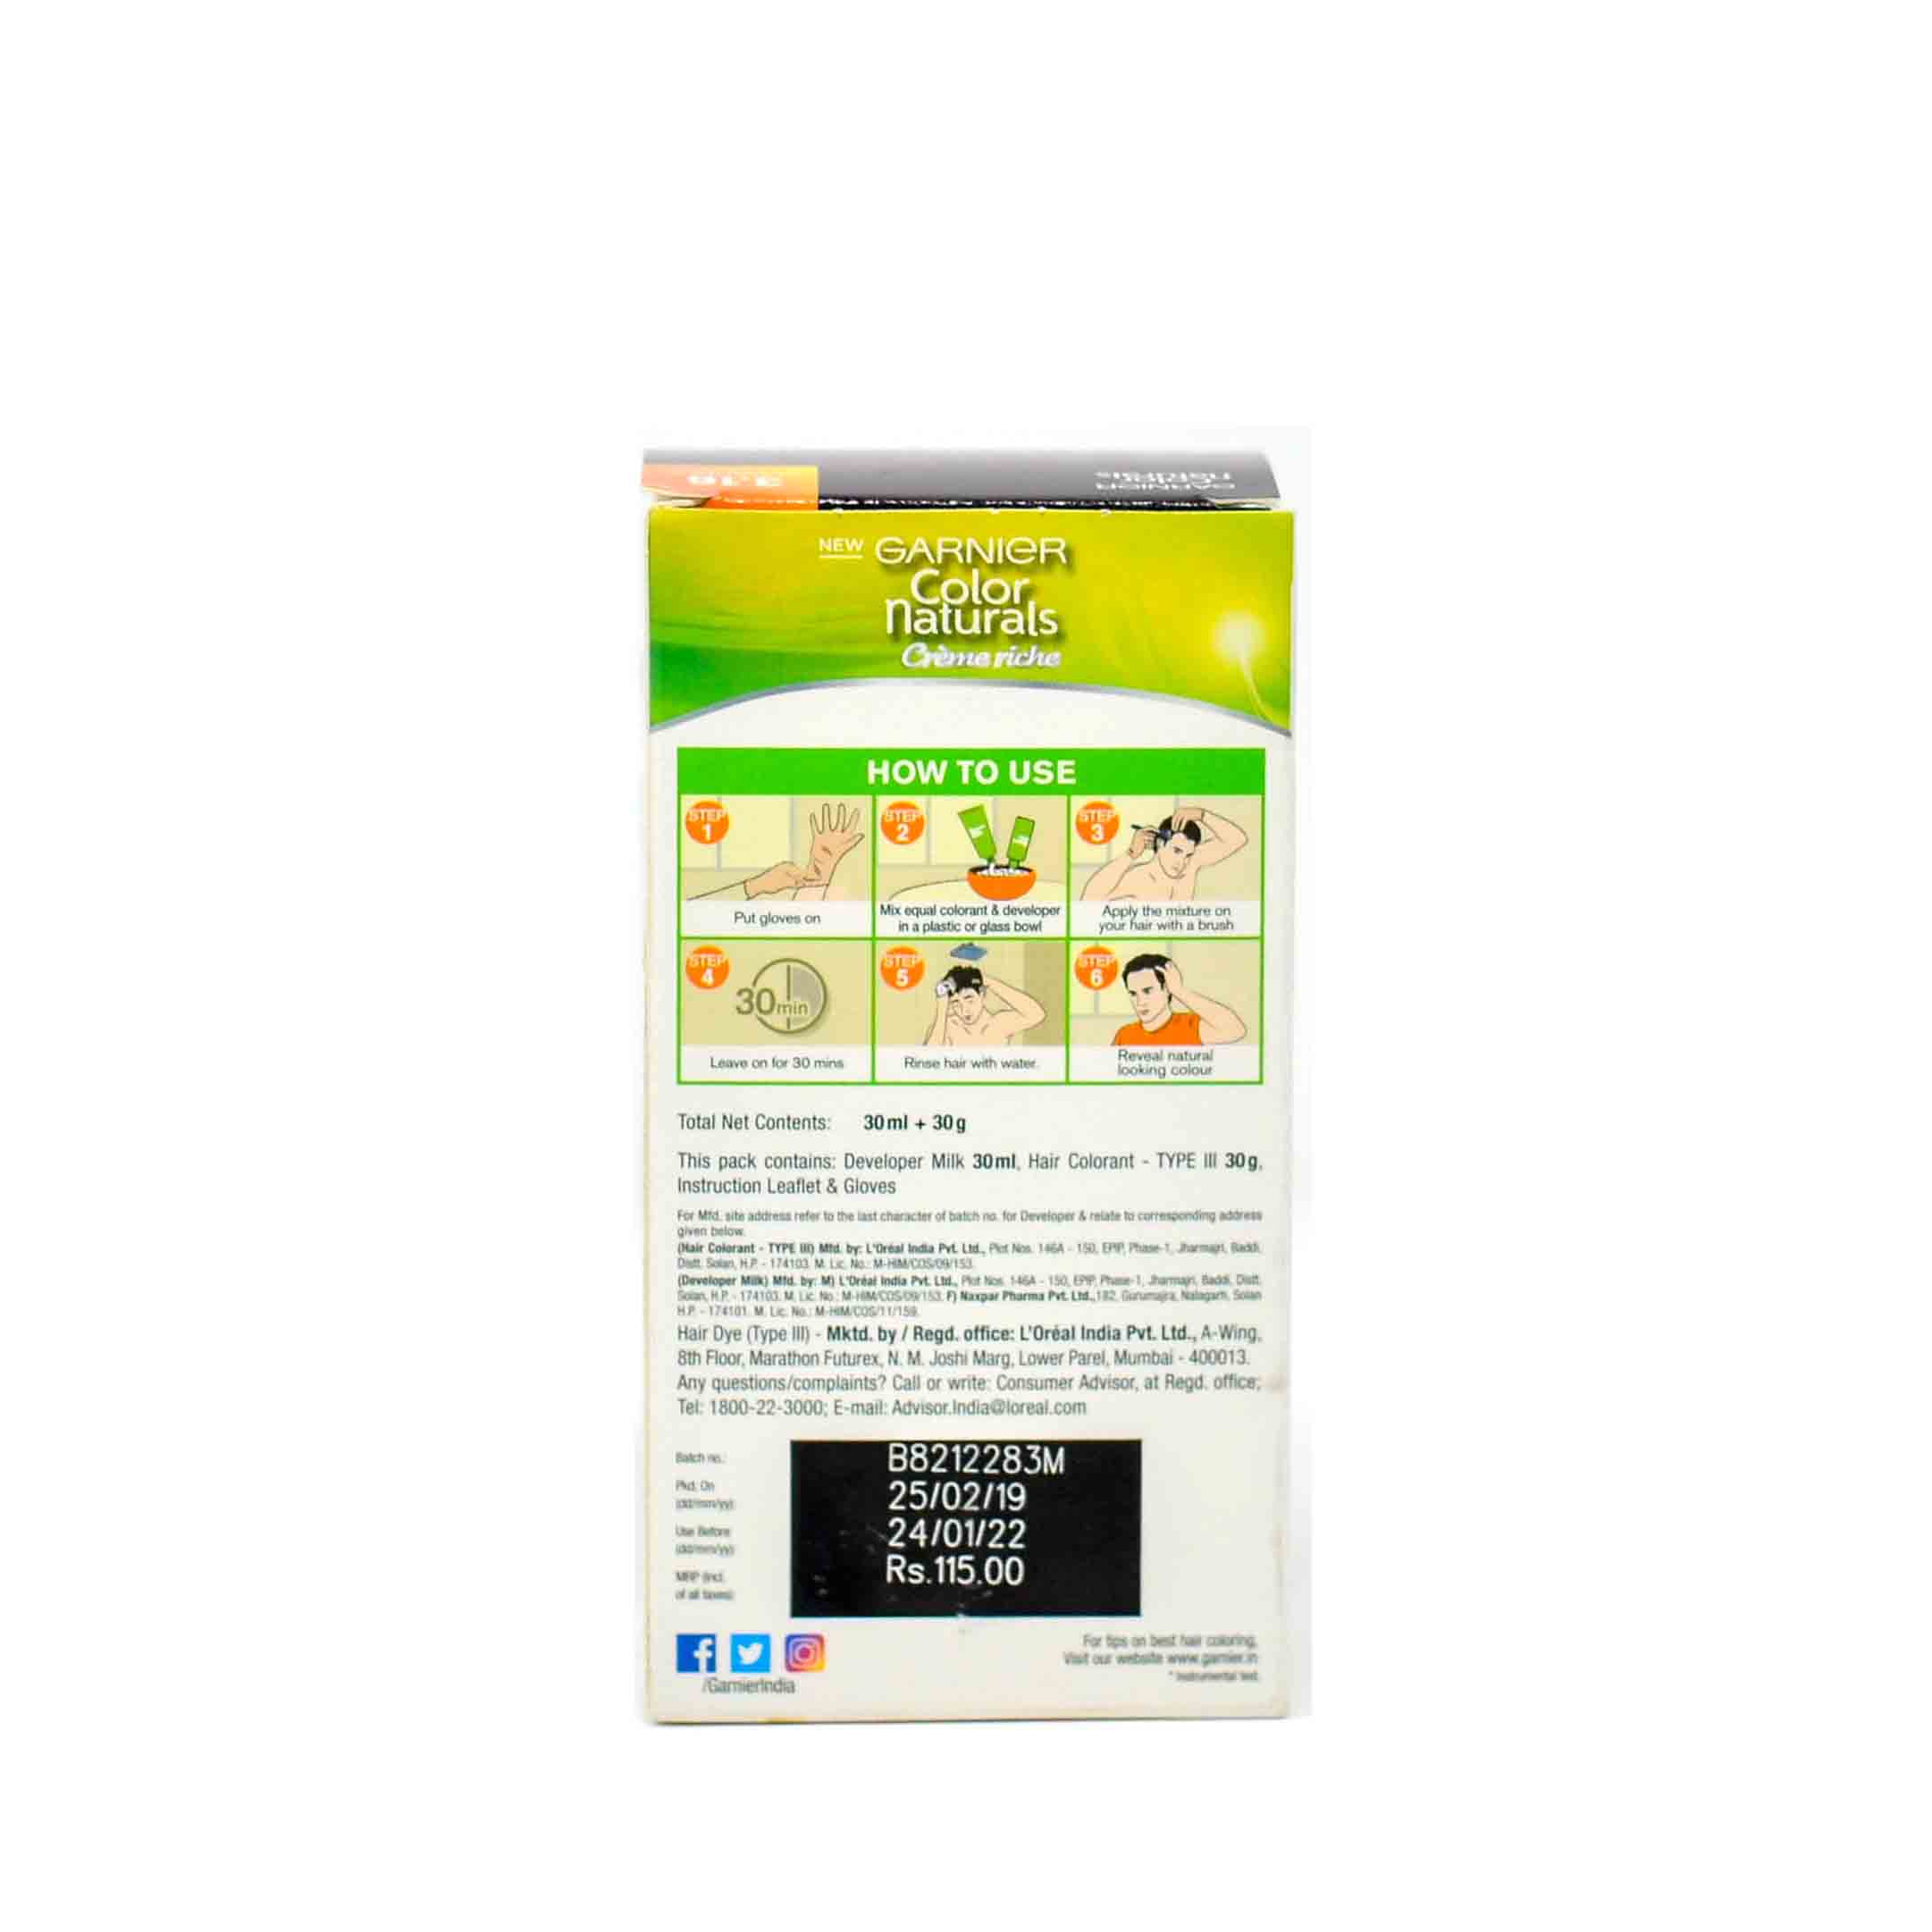 3.16
GARNIER
Color
naturals
NEW GARNIER
Color
naturals
Crème riche
HOW TO USE
STEP 1
Put gloves on
STEP 2
Mix equal colorant & developer
in a plastic or glass bowl
STEP 3
Apply the mixture on
your hair with a brush
STEP 4
30min
Leave on for 30 mins
STEP 5
Rinse hair with water.
STEP 6
Reveal natural
looking colour
Total Net Contents: 30ml + 30g
This pack contains: Developer Milk 30ml, Hair Colorant - TYPE III 30g,
Instruction Leaflet & Gloves
For Mfd. site address refer to the last character of batch no. for Developer & relate to corresponding address
given below.
(Hair Colorant - TYPE III) Mfd. by: L'Oréal India Pvt. Ltd., Plot Nos. 146A - 150, EPIP, Phase-1, Jharmajri, Baddi,
Distt. Solan, H.P. - 174103. M. Lic. No.: M-HIM/COS/09/153.
(Developer Milk) Mfd. by: M) L'Oréal India Pvt. Ltd., Plot Nos. 146A - 150, EPIP, Phase-1, Jharmajri, Baddi, Distt.
Solan, H.P. - 174103. M. Lic. No.: M-HIM/COS/09/153. F) Naxpar Pharma Pvt. Ltd.,182, Gurumajra, Nalagarh, Solan
H.P. - 174101. M. Lic. No.: M-HIM/COS/11/159.
Hair Dye (Type III) - Mktd. by / Regd. office: L'Oréal India Pvt. Ltd., A-Wing,
8th Floor, Marathon Futurex, N. M. Joshi Marg, Lower Parel, Mumbai - 400013.
Any questions/complaints? Call or write: Consumer Advisor, at Regd. office;
Tel: 1800-22-3000; E-mail: Advisor.India@loreal.com
Batch no.: B8212283M
Pkd. On 25/02/19
(dd/mm/yy)
Use Before 24/01/22
(dd/mm/yy)
MRP (incl. Rs.115.00
of all taxes)
/GarnierIndia
For tips on best hair coloring,
Visit our website www.garnier.in
* Instrumental test.